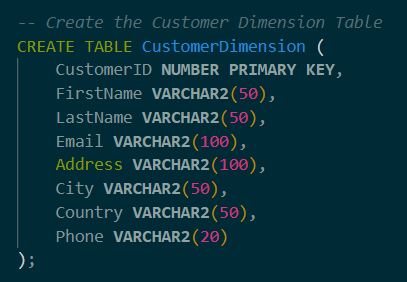 -- Create the Customer Dimension Table
CREATE TABLE CustomerDimension (
    CustomerID NUMBER PRIMARY KEY,
    FirstName VARCHAR2(50),
    LastName VARCHAR2(50),
    Email VARCHAR2(100),
    Address VARCHAR2(100),
    City VARCHAR2(50),
    Country VARCHAR2(50),
    Phone VARCHAR2(20)
);